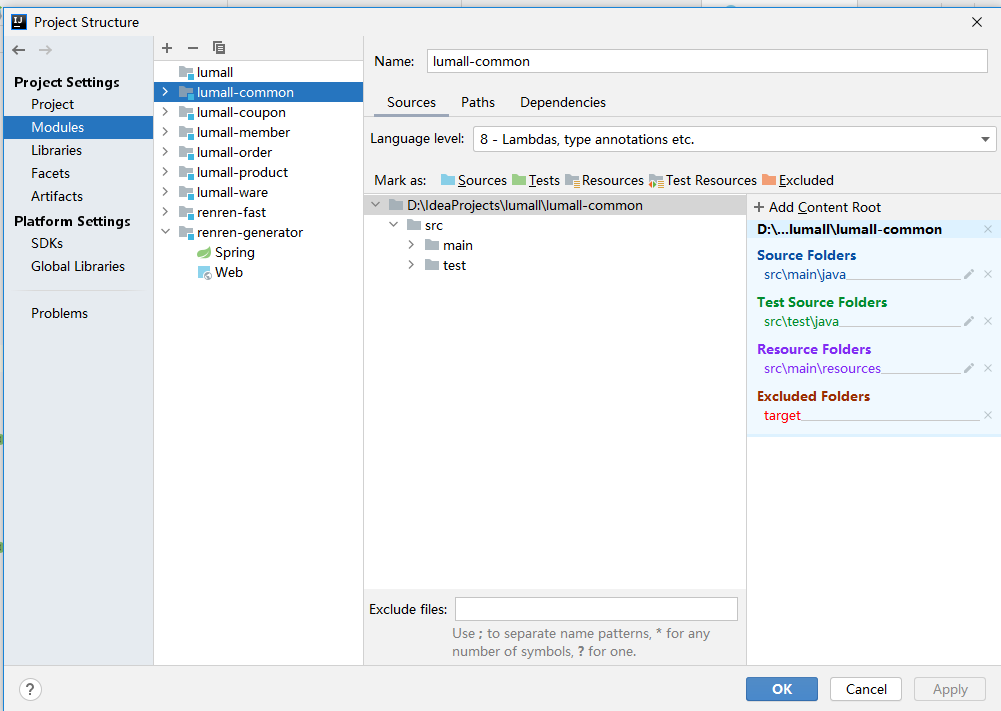 IJ Project Structure
Project Settings
Project
Modules
Libraries
Facets
Artifacts
Platform Settings
SDKs
Global Libraries
Problems
lumall
lumall-common
lumall-coupon
lumall-member
lumall-order
lumall-product
lumall-ware
renren-fast
renren-generator
Spring
Web
Name: lumall-common
Sources Paths Dependencies
Language level: 8 - Lambdas, type annotations etc.
Mark as: Sources Tests Resources Test Resources Excluded
D:\IdeaProjects\lumall\lumall-common
src
main
test
+ Add Content Root
D:\...lumall\lumall-common
Source Folders
src\main\java
Test Source Folders
src\test\java
Resource Folders
src\main\resources
Excluded Folders
target
Exclude files:
Use ; to separate name patterns, * for any
number of symbols, ? for one.
? OK Cancel Apply